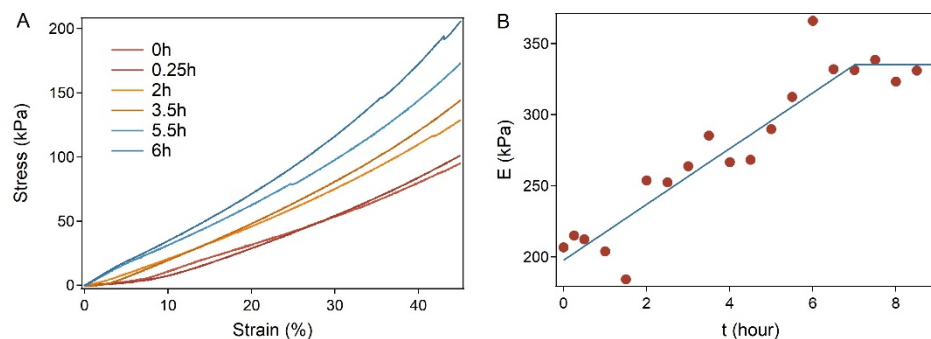 A
200
150
100
50
0
Stress (kPa)
0h
0.25h
2h
3.5h
5.5h
6h
0 10 20 30 40
Strain (%)
B
350
300
250
200
E (kPa)
0 2 4 6 8
t (hour)